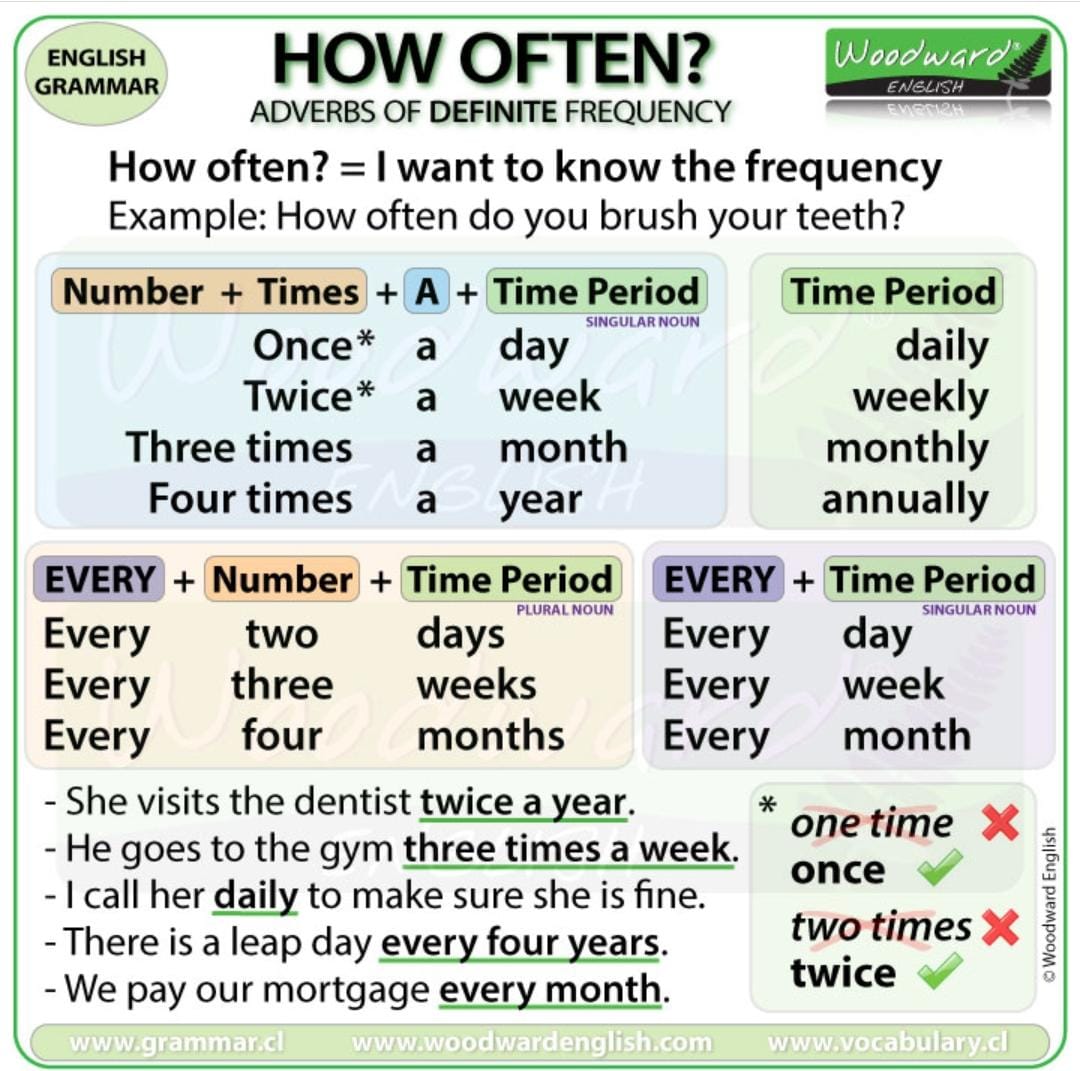 ENGLISH
GRAMMAR
HOW OFTEN?
ADVERBS OF DEFINITE FREQUENCY
Woodward®
ENGLISH
How often? = I want to know the frequency
Example: How often do you brush your teeth?
Number + Times + A + Time Period
SINGULAR NOUN
Once* a day
Twice* a week
Three times a month
Four times a year
Time Period
daily
weekly
monthly
annually
EVERY + Number + Time Period
PLURAL NOUN
Every two days
Every three weeks
Every four months
EVERY + Time Period
SINGULAR NOUN
Every day
Every week
Every month
- She visits the dentist twice a year.
- He goes to the gym three times a week.
- I call her daily to make sure she is fine.
- There is a leap day every four years.
- We pay our mortgage every month.
* one time
once
two times
twice
© Woodward English
www.grammar.cl www.woodwardenglish.com www.vocabulary.cl